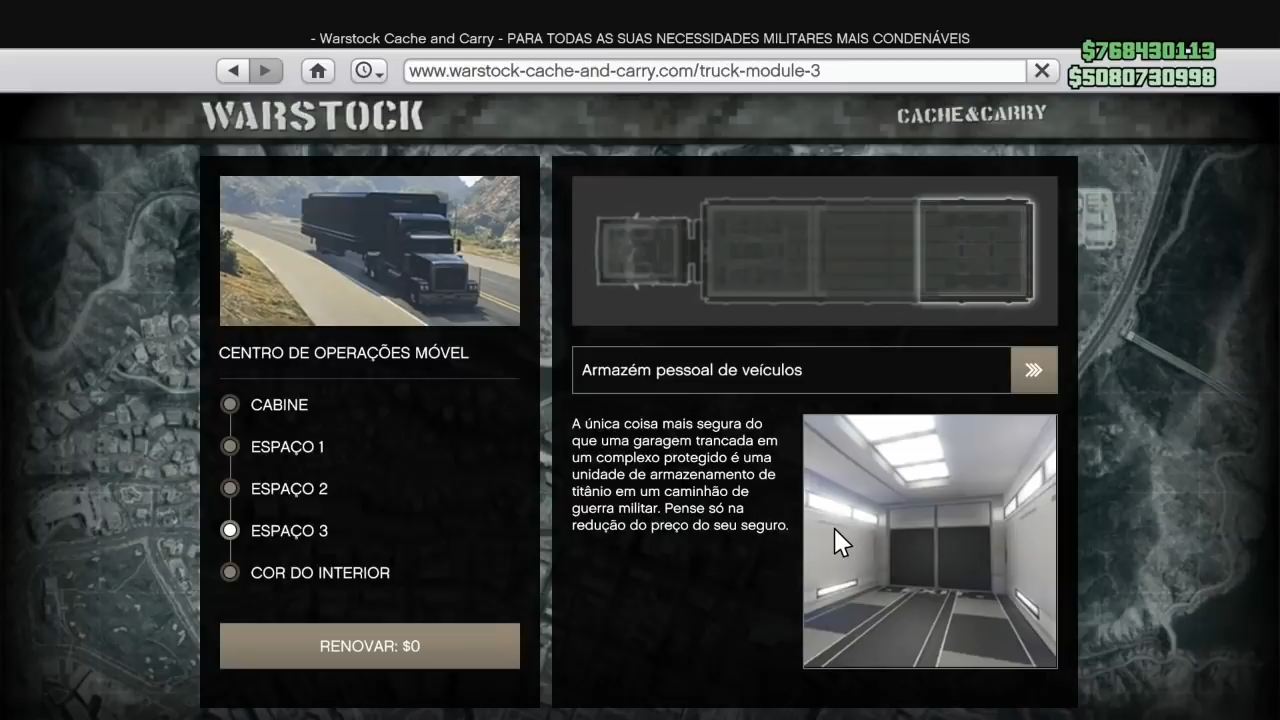 - Warstock Cache and Carry - PARA TODAS AS SUAS NECESSIDADES MILITARES MAIS CONDENÁVEIS
$768430113
www.warstock-cache-and-carry.com/truck-module-3
$5080730998
WARSTOCK
CACHE&CARRY
CENTRO DE OPERAÇÕES MÓVEL
CABINE
ESPAÇO 1
ESPAÇO 2
ESPAÇO 3
COR DO INTERIOR
RENOVAR: $0
Armazém pessoal de veículos
A única coisa mais segura do
que uma garagem trancada em
um complexo protegido é uma
unidade de armazenamento de
titânio em um caminhão de
guerra militar. Pense só na
redução do preço do seu seguro.